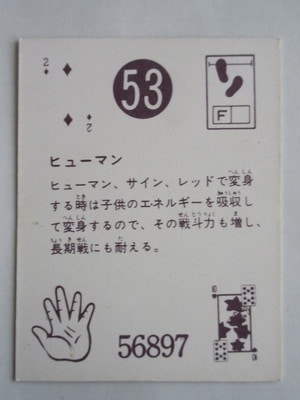 2
53
F
2
ヒューマン
ヒューマン、サイン、レッドで変身
する時は子供のエネルギーを吸収し
て変身するので、その戦斗力も増し、
長期戦にも耐える。
10
56897
10